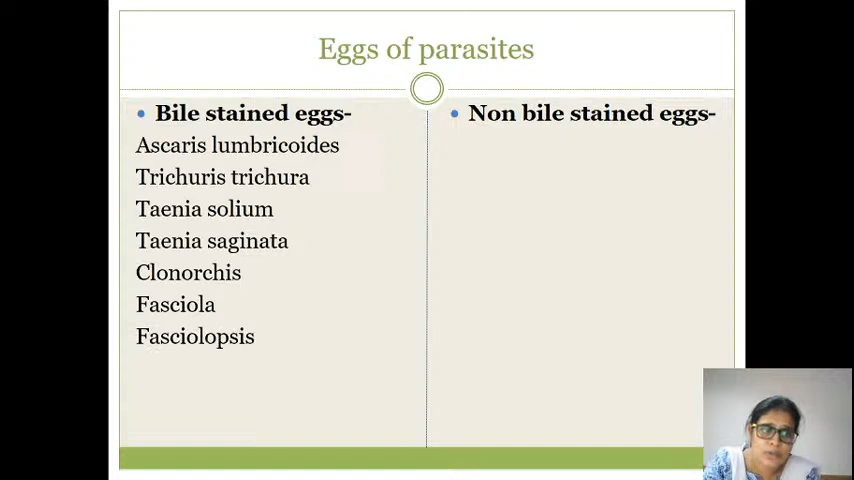 Eggs of parasites
• Bile stained eggs-
Ascaris lumbricoides
Trichuris trichura
Taenia solium
Taenia saginata
Clonorchis
Fasciola
Fasciolopsis
• Non bile stained eggs-